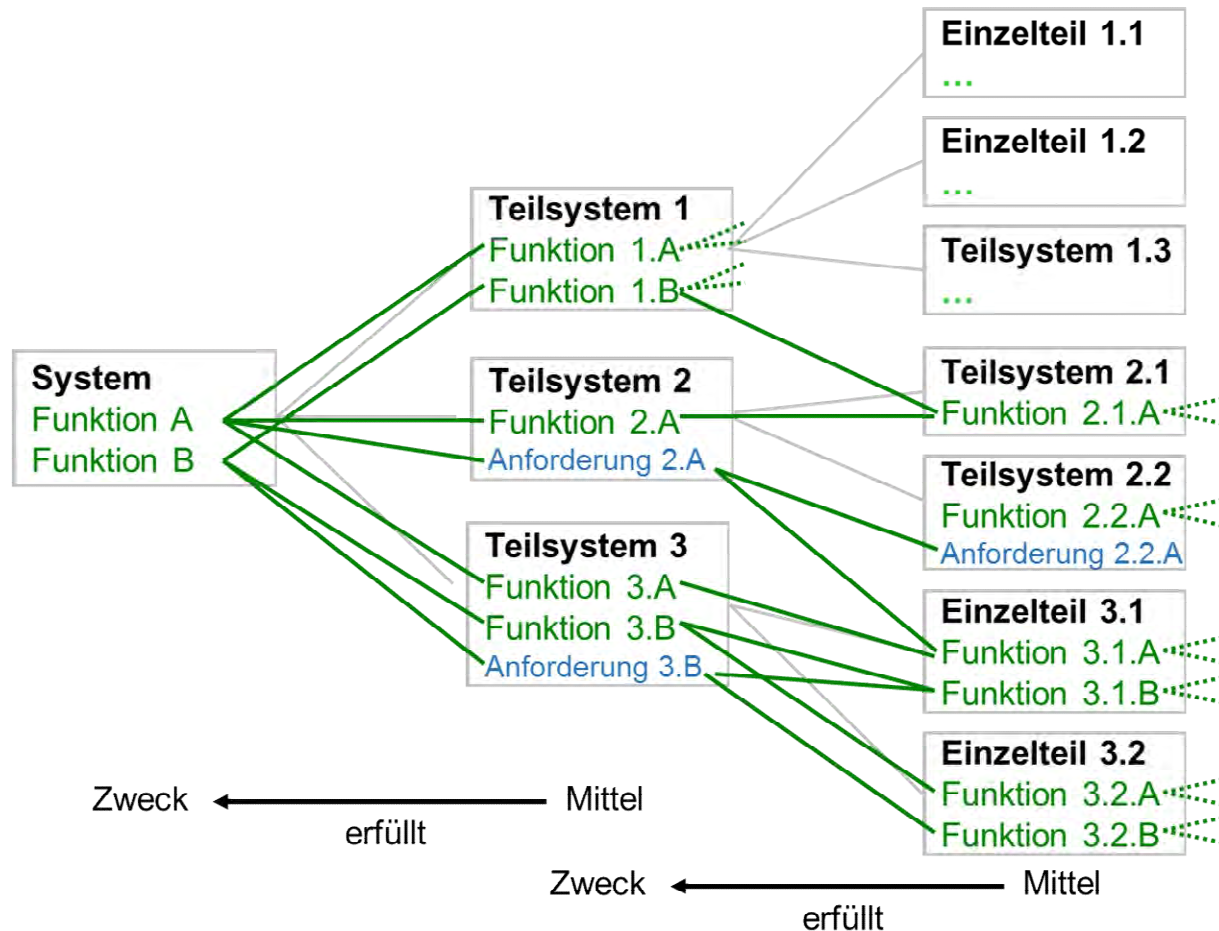 System
Funktion A
Funktion B
Teilsystem 1
Funktion 1.A
Funktion 1.B
Teilsystem 2
Funktion 2.A
Anforderung 2.A
Teilsystem 3
Funktion 3.A
Funktion 3.B
Anforderung 3.B
Einzelteil 1.1
...
Einzelteil 1.2
...
Teilsystem 1.3
...
Teilsystem 2.1
Funktion 2.1.A
Teilsystem 2.2
Funktion 2.2.A
Anforderung 2.2.A
Einzelteil 3.1
Funktion 3.1.A
Funktion 3.1.B
Einzelteil 3.2
Funktion 3.2.A
Funktion 3.2.B
Zweck
Mittel
erfüllt
Zweck
Mittel
erfüllt